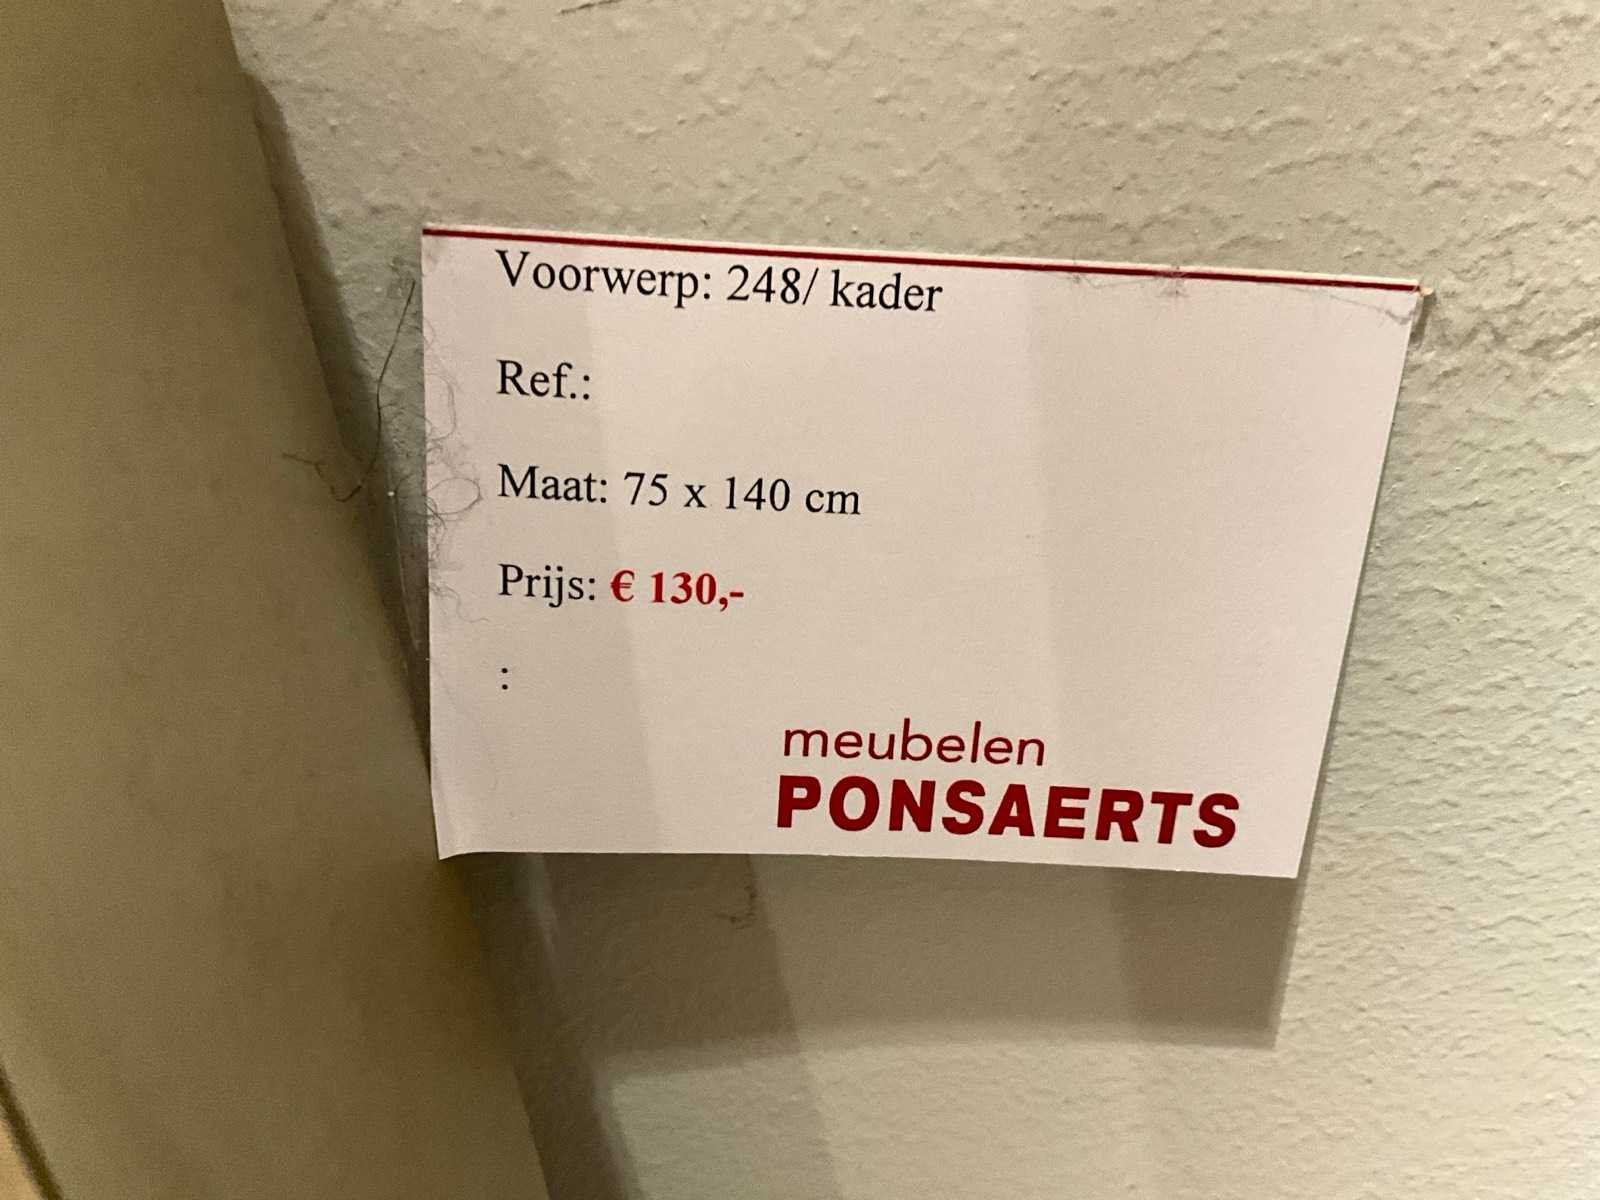 Voorwerp: 248/ kader
Ref.:
Maat: 75 x 140 cm
Prijs: € 130,-
:
meubelen
PONSAERTS